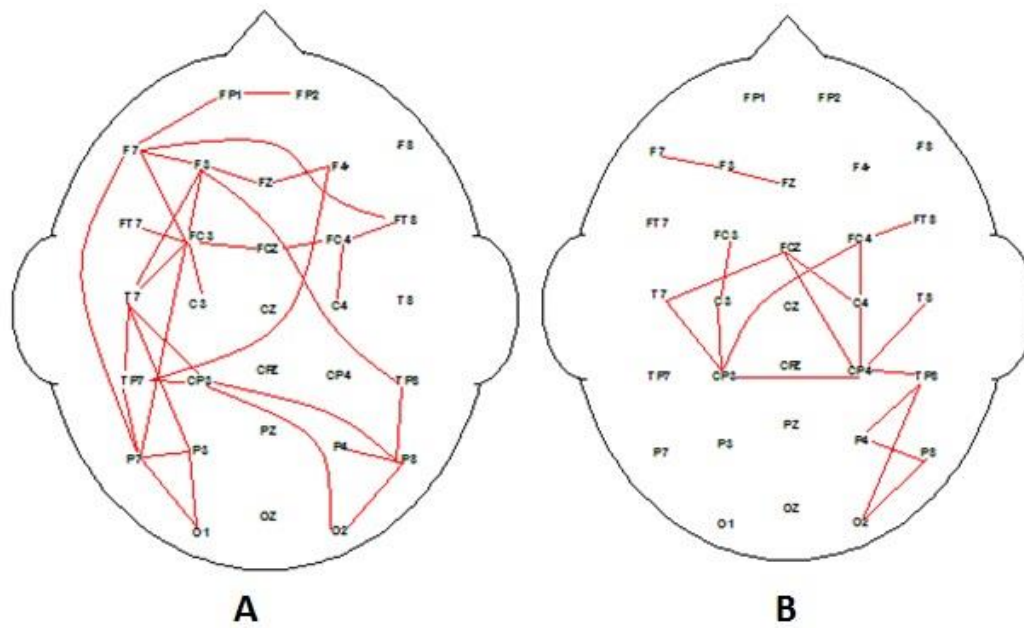 FP1 FP2
F7 F3 FZ F4 F8
FT7 FC3 FCZ FC4 FT8
T7 C3 CZ C4 T8
TP7 CP3 CPZ CP4 TP8
P7 P3 PZ P4 P8
O1 OZ O2
A
FP1 FP2
F7 F3 FZ F4 F8
FT7 FC3 FCZ FC4 FT8
T7 C3 CZ C4 T8
TP7 CP3 CPZ CP4 TP8
P7 P3 PZ P4 P8
O1 OZ O2
B